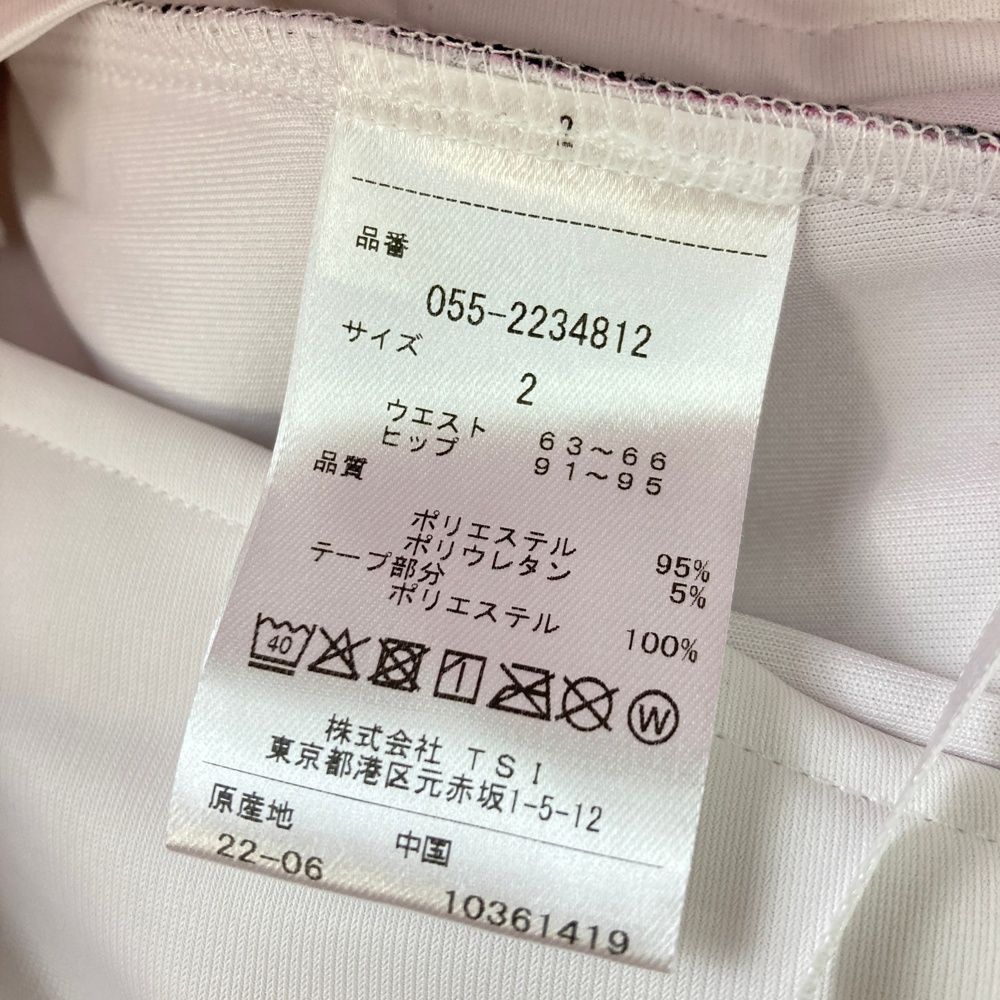 2
品番
055-2234812
サイズ
2
ウエスト 63～66
ヒップ 91～95
品質
ポリエステル 95%
ポリウレタン 5%
テープ部分
ポリエステル 100%
40
W
株式会社 TSI
東京都港区元赤坂1-5-12
原産地 中国
22-06 10361419